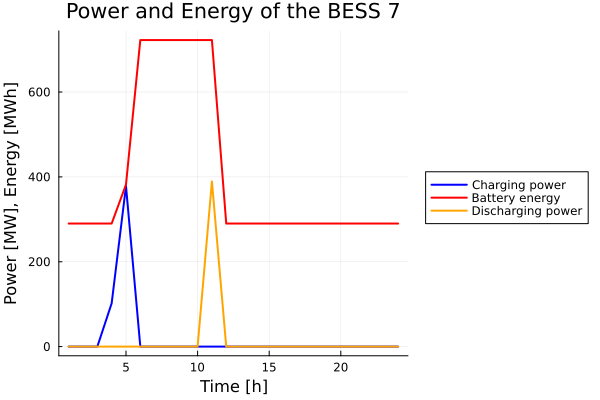 Power and Energy of the BESS 7
Power [MW], Energy [MWh]
600
400
200
0
5
10
15
20
Time [h]
Charging power
Battery energy
Discharging power